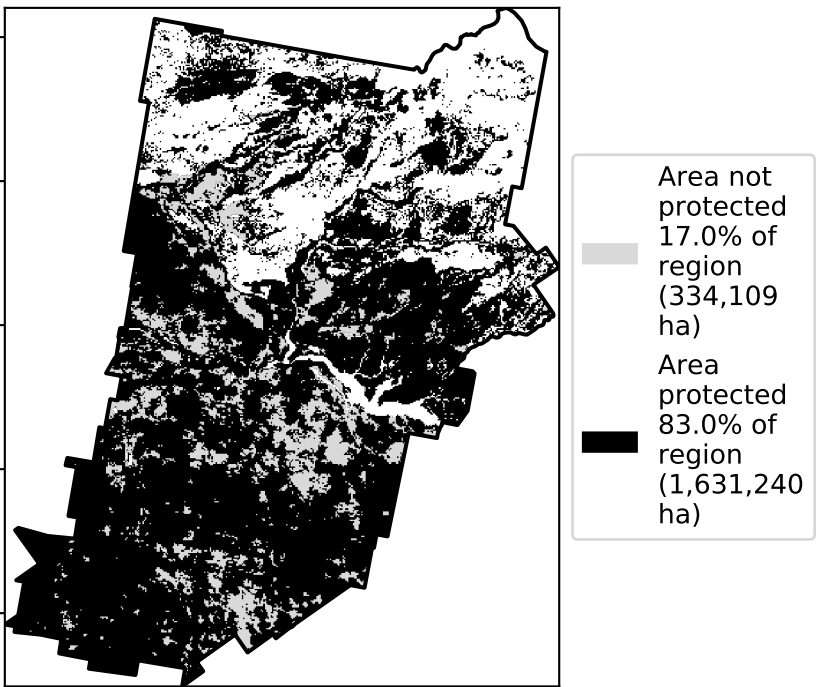 Area not
protected
17.0% of
region
(334,109
ha)
Area
protected
83.0% of
region
(1,631,240
ha)